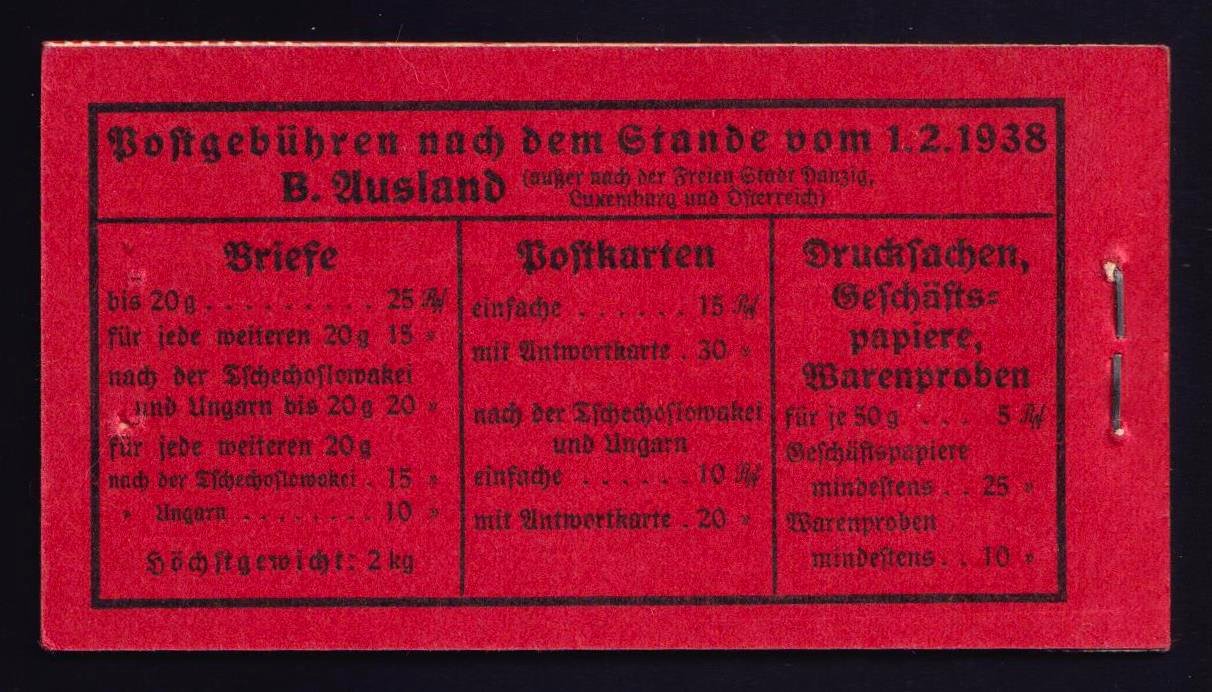 Postgebühren nach dem Stande vom 1.2.1938
B. Ausland (außer nach der Freien Stadt Danzig,
Luxemburg und Österreich)
Briefe
bis 20 g . . . . . . . . . 25 Rpf
für jede weiteren 20 g 15 "
nach der Tschechoslowakei
und Ungarn bis 20 g 20 "
für jede weiteren 20 g
nach der Tschechoslowakei . 15 "
" Ungarn . . . . . . . . 10 "
Höchstgewicht: 2 kg
Postkarten
einfache . . . . . . 15 Rpf
mit Antwortkarte . 30 "
nach der Tschechoslowakei
und Ungarn
einfache . . . . . . 10 Rpf
mit Antwortkarte . 20 "
Drucksachen,
Geschäfts-
papiere,
Warenproben
für je 50 g . . . 5 Rpf
Geschäftspapiere
mindestens . . 25 "
Warenproben
mindestens . . 10 "